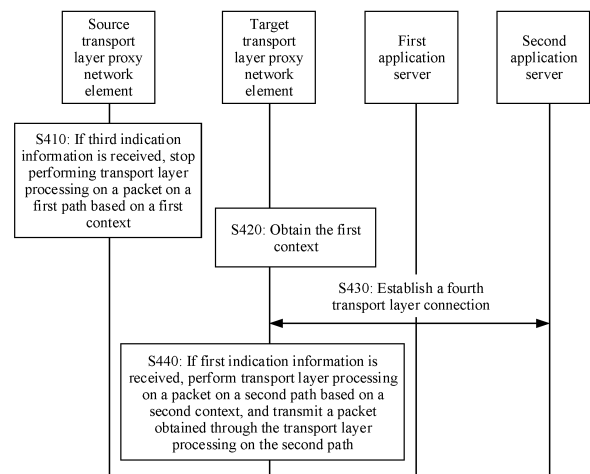 Source
transport
layer proxy
network
element
Target
transport
layer proxy
network
element
First
application
server
Second
application
server
S410: If third indication
information is received, stop
performing transport layer
processing on a packet on a
first path based on a first
context
S420: Obtain the first
context
S430: Establish a fourth
transport layer connection
S440: If first indication information is
received, perform transport layer processing
on a packet on a second path based on
a second context, and transmit a packet
obtained through the transport layer
processing on the second path